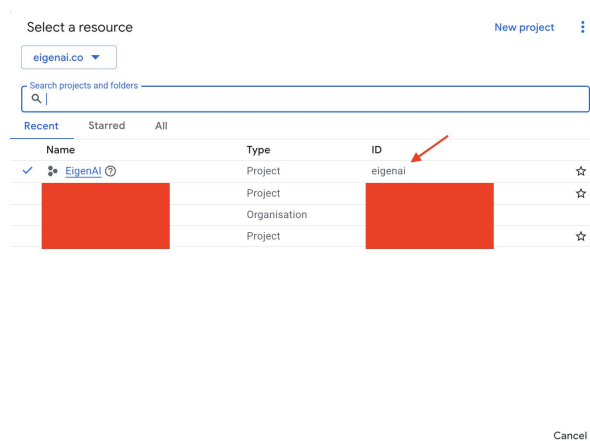 Select a resource
New project
eigenai.co
Search projects and folders
Recent Starred All
Name Type ID
EigenAI Project eigenai
Project
Organisation
Project
Cancel